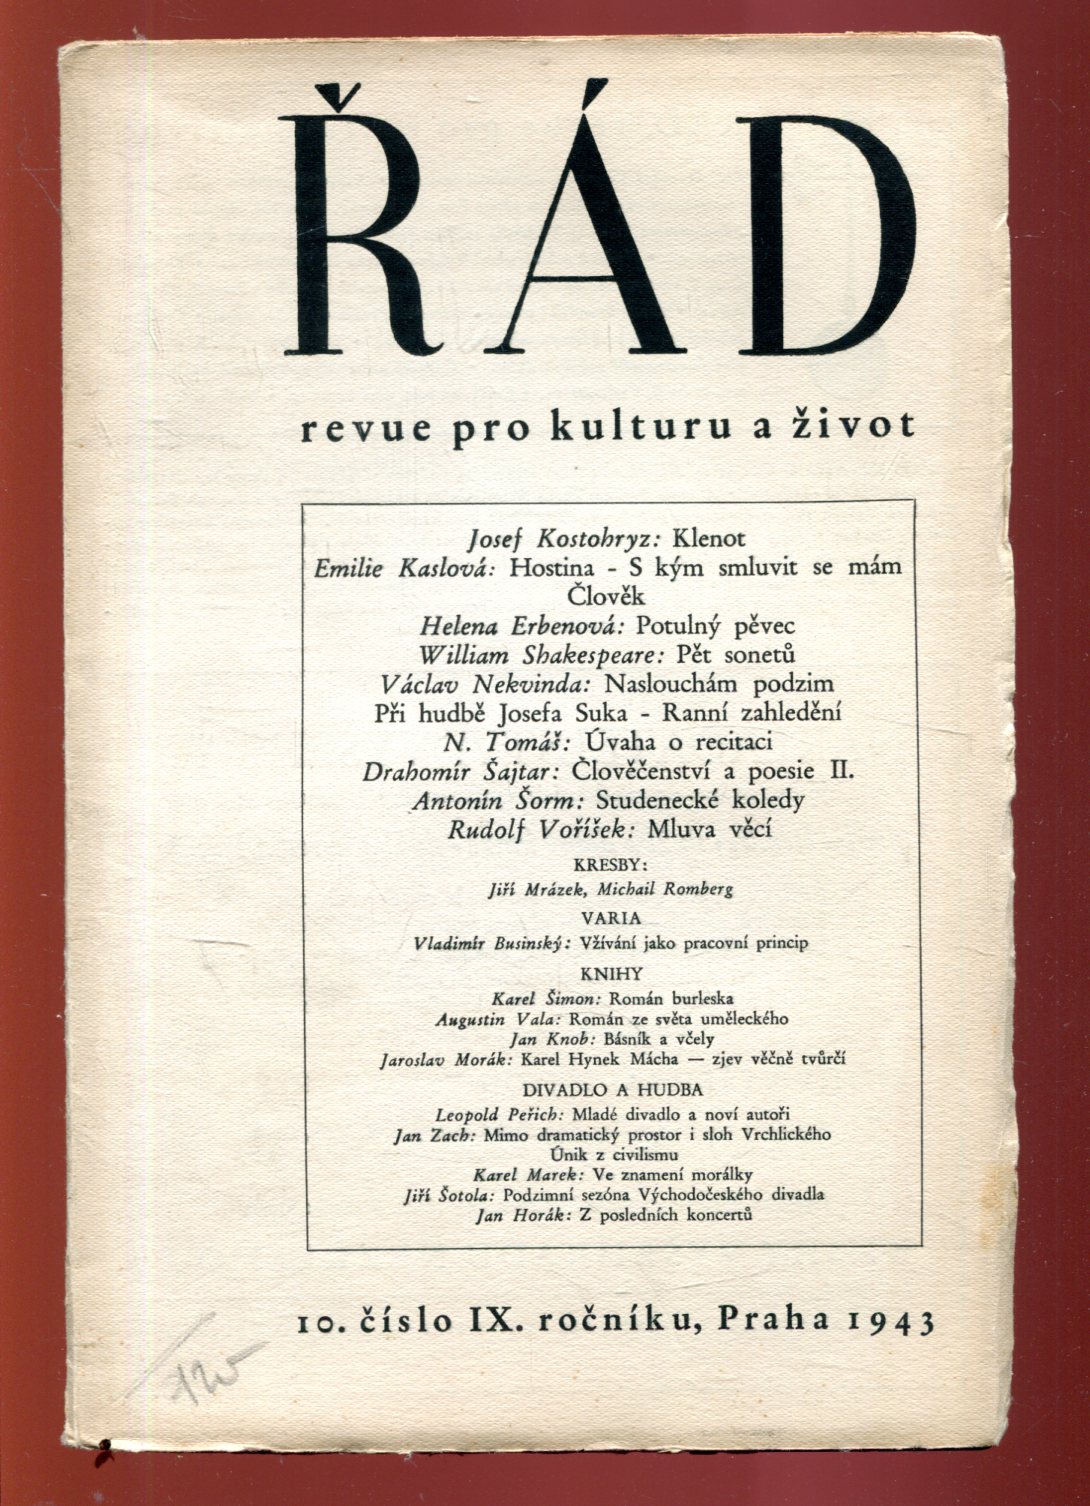 ŘÁD
revue pro kulturu a život
Josef Kostohryz: Klenot
Emilie Kaslová: Hostina - S kým smluvit se mám
Člověk
Helena Erbenová: Potulný pěvec
William Shakespeare: Pět sonetů
Václav Nekvinda: Naslouchám podzim
Při hudbě Josefa Suka - Ranní zahledění
N. Tomáš: Úvaha o recitaci
Drahomír Šajtar: Člověčenství a poesie II.
Antonín Šorm: Studenecké koledy
Rudolf Voříšek: Mluva věcí
KRESBY:
Jiří Mrázek, Michail Romberg
VARIA
Vladimír Businský: Vžívání jako pracovní princip
KNIHY
Karel Šimon: Román burleska
Augustin Vala: Román ze světa uměleckého
Jan Knob: Básník a včely
Jaroslav Morák: Karel Hynek Mácha — zjev věčně tvůrčí
DIVADLO A HUDBA
Leopold Peřich: Mladé divadlo a noví autoři
Jan Zach: Mimo dramatický prostor i sloh Vrchlického
Únik z civilismu
Karel Marek: Ve znamení morálky
Jiří Šotola: Podzimní sezóna Východočeského divadla
Jan Horák: Z posledních koncertů
10. číslo IX. ročníku, Praha 1943